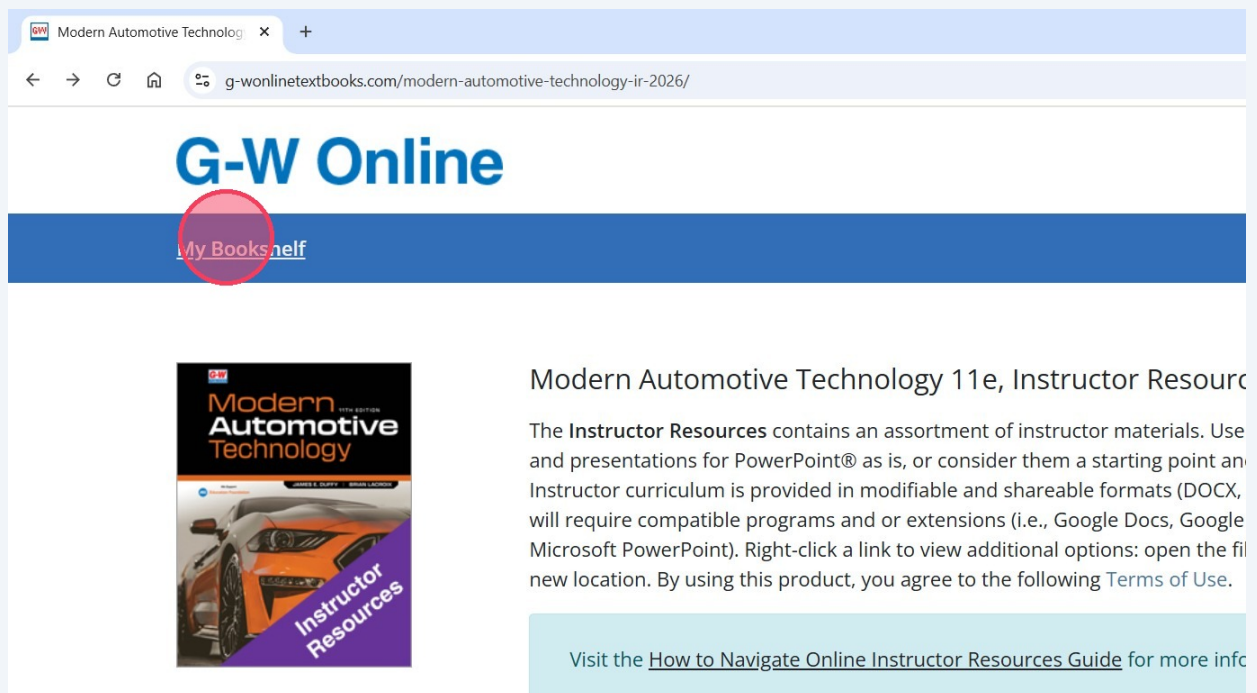 Modern Automotive Technolog
g-wonlinetextbooks.com/modern-automotive-technology-ir-2026/
G-W Online
My Bookshelf
G-W
Modern 11TH EDITION
Automotive
Technology
JAMES E. DUFFY BRIAN LACROIX
Instructor
Resources
Modern Automotive Technology 11e, Instructor Resourc
The Instructor Resources contains an assortment of instructor materials. Use
and presentations for PowerPoint® as is, or consider them a starting point an
Instructor curriculum is provided in modifiable and shareable formats (DOCX,
will require compatible programs and or extensions (i.e., Google Docs, Google
Microsoft PowerPoint). Right-click a link to view additional options: open the fi
new location. By using this product, you agree to the following Terms of Use.
Visit the How to Navigate Online Instructor Resources Guide for more info